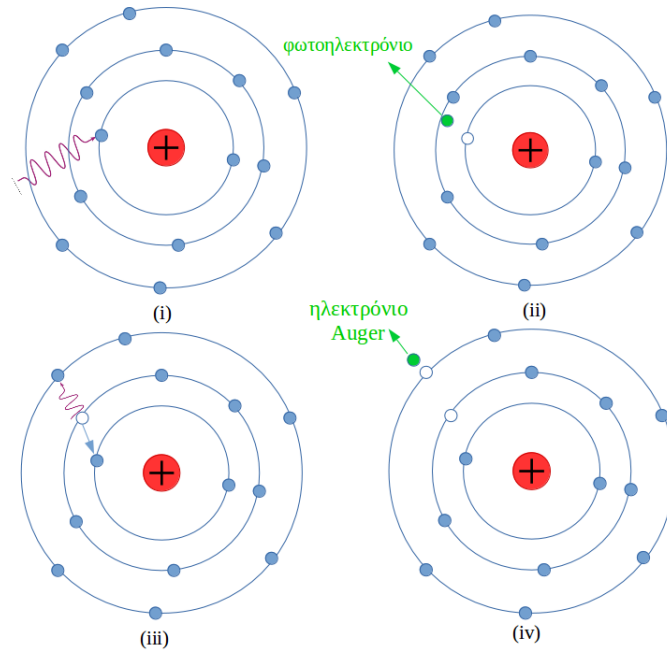 φωτοηλεκτρόνιο
+
+
(i)
(ii)
ηλεκτρόνιο
Auger
+
+
(iii)
(iv)